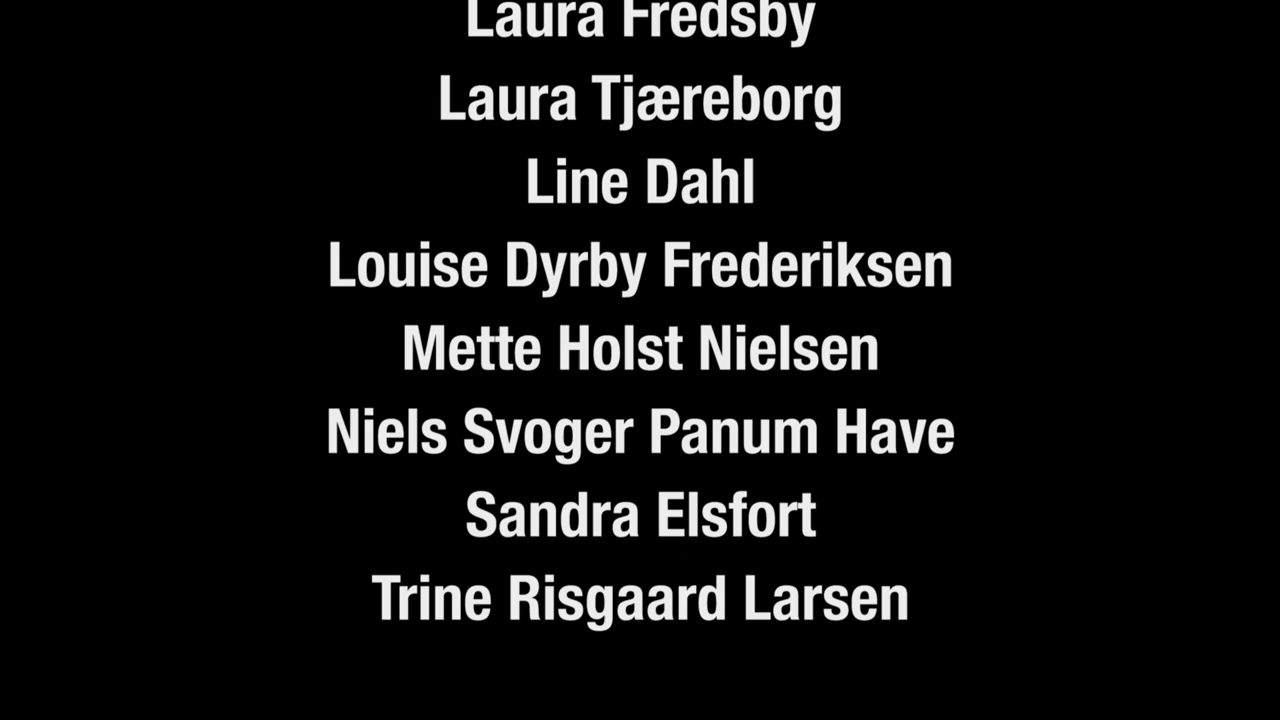 Laura Fredsby
Laura Tjæreborg
Line Dahl
Louise Dyrby Frederiksen
Mette Holst Nielsen
Niels Svoger Panum Have
Sandra Elsfort
Trine Risgaard Larsen